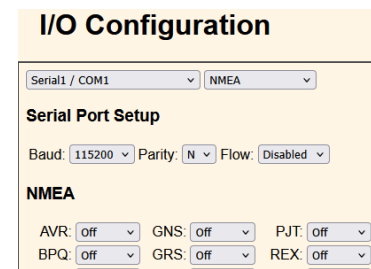 I/O Configuration
Serial1 / COM1 NMEA
Serial Port Setup
Baud: 115200 Parity: N Flow: Disabled
NMEA
AVR: Off GNS: Off PJT: Off
BPQ: Off GRS: Off REX: Off